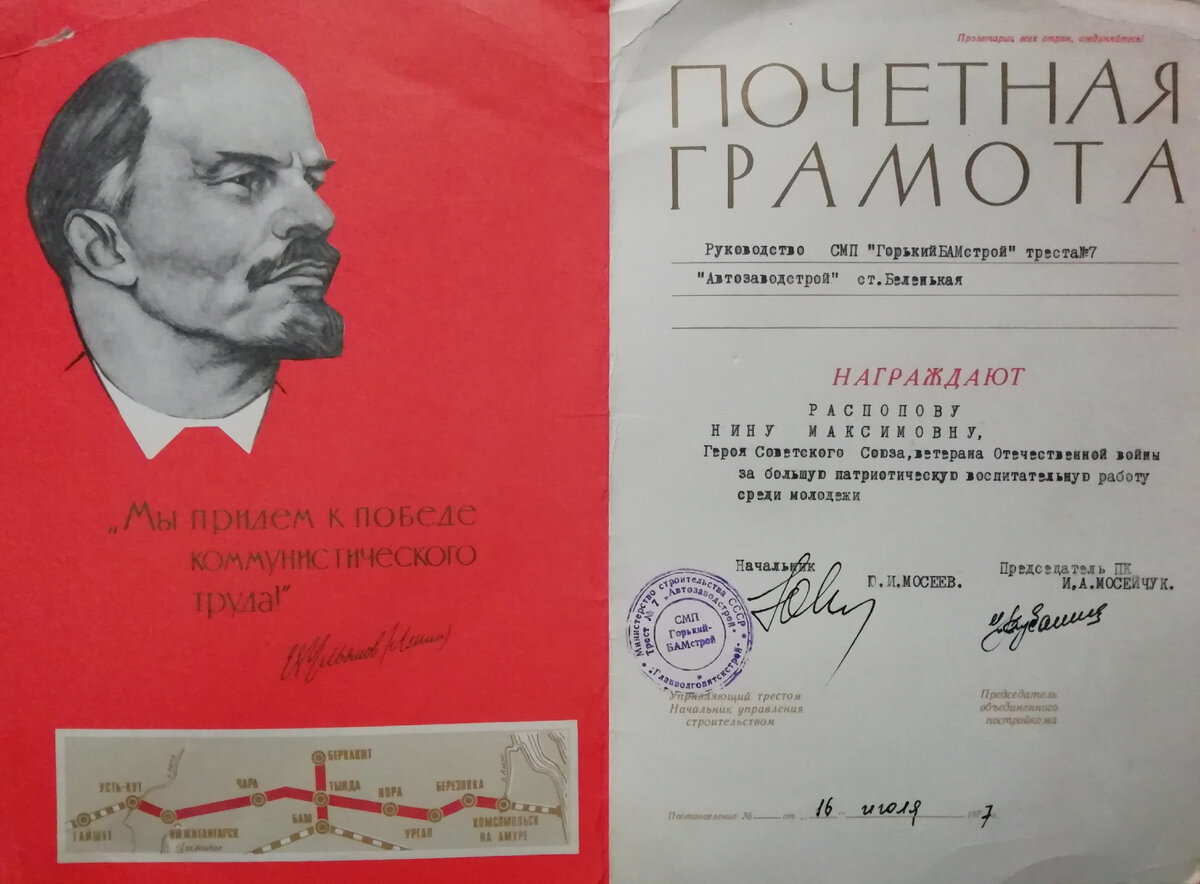 „Мы придем к победе
коммунистического
труда!"
В. Ульянов (Ленин)
БЕРКАКИТ
УСТЬ-КУТ
ЧАРА
ТЫНДА
НОРА
БЕРЕЗОВКА
ТАЙШЕТ
НИЖНЕАНГАРСК
БАМ
УРГАЛ
КОМСОМОЛЬСК
НА АМУРЕ
Пролетарии всех стран, соединяйтесь!
ПОЧЕТНАЯ
ГРАМОТА
Руководство СМП "ГорькийБАМстрой" треста№7
"Автозаводстрой" ст.Беленькая
НАГРАЖДАЮТ
РАСПОПОВУ
НИНУ МАКСИМОВНУ,
Героя Советского Союза,ветерана Отечественной войны
за большую патриотическую воспитательную работу
среди молодежи
Начальник
Ю.И.МОСЕЕВ.
Председатель ПК
И,А.МОСЕЙЧУК.
Министерство строительства СССР
Трест № 7 "Автозаводстрой"
"Главволговятскстрой"
СМП
Горький-
БАМстрой
Управляющий трестом
Начальник управления
строительством
Председатель
объединенного
постройкома
Постановление №____от „16" июля 1977г.